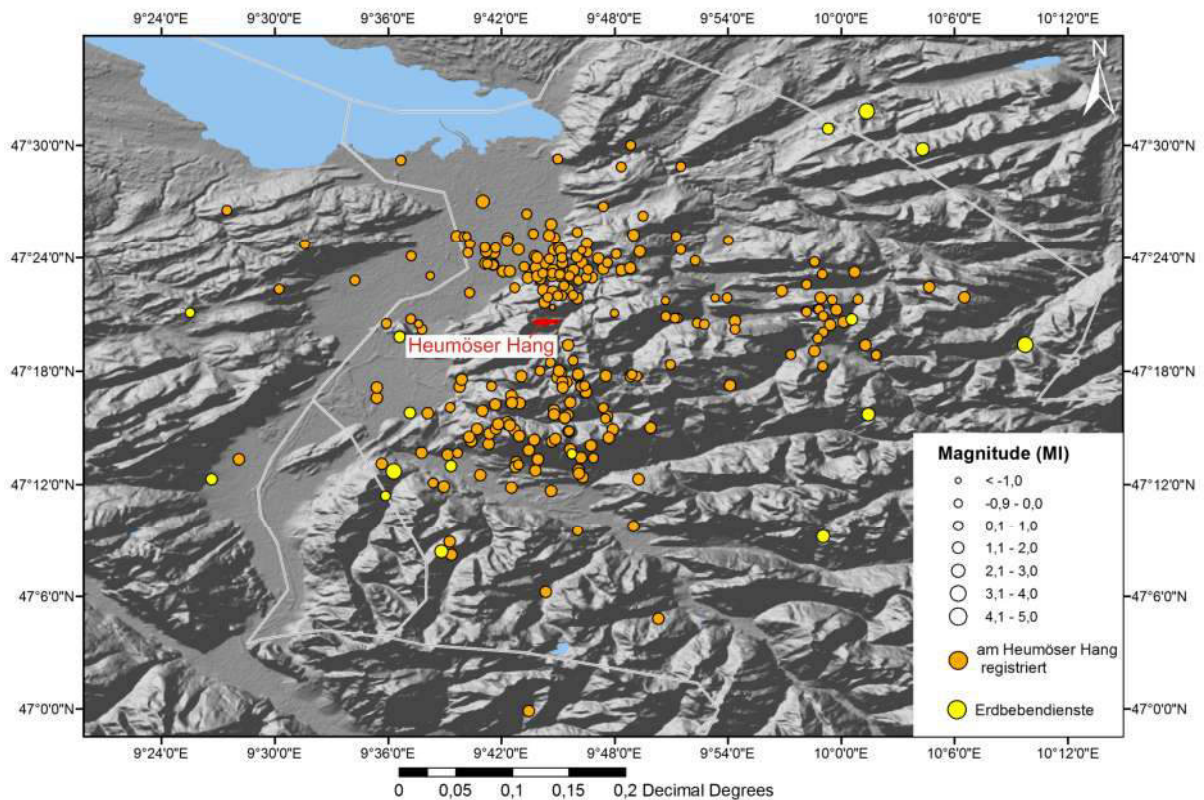 9°24'0"E 9°30'0"E 9°36'0"E 9°42'0"E 9°48'0"E 9°54'0"E 10°0'0"E 10°6'0"E 10°12'0"E
N
47°30'0"N 47°30'0"N
47°24'0"N 47°24'0"N
Heumöser Hang
47°18'0"N 47°18'0"N
Magnitude (Ml)
< -1,0
47°12'0"N 47°12'0"N
-0,9 - 0,0
0,1 - 1,0
1,1 - 2,0
2,1 - 3,0
3,1 - 4,0
47°6'0"N 47°6'0"N
4,1 - 5,0
am Heumöser Hang
registriert
47°0'0"N 47°0'0"N
Erdbebendienste
9°24'0"E 9°30'0"E 9°36'0"E 9°42'0"E 9°48'0"E 9°54'0"E 10°0'0"E 10°6'0"E 10°12'0"E
0 0,05 0,1 0,15 0,2 Decimal Degrees